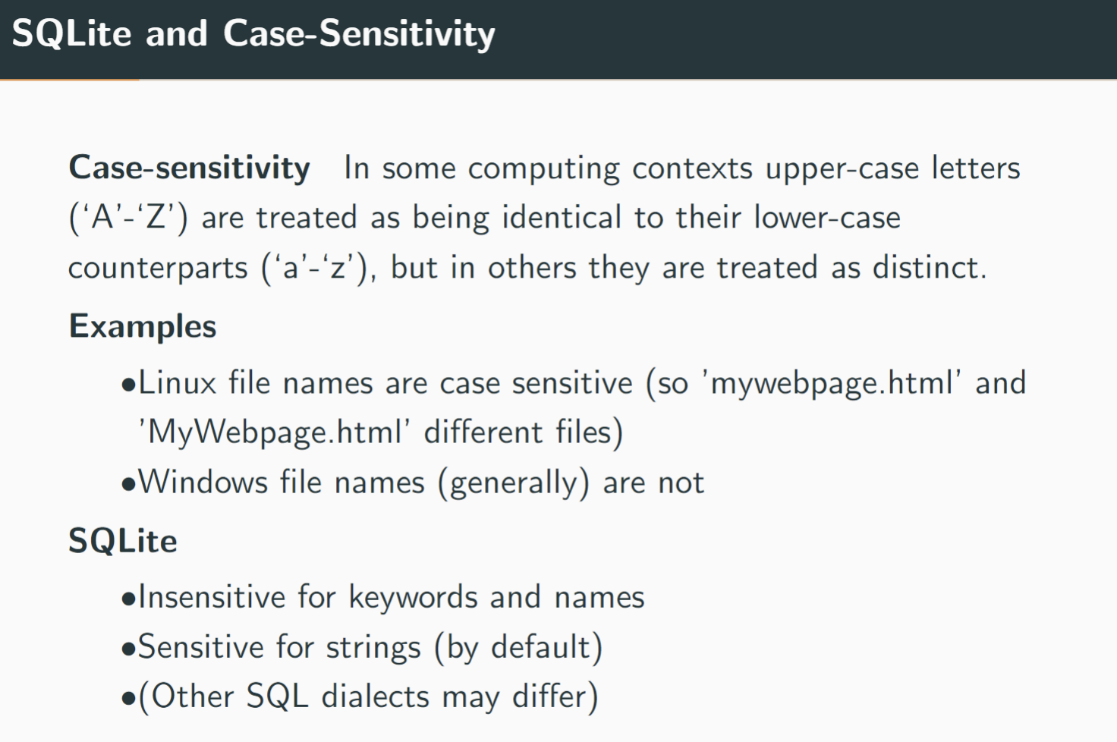 SQLite and Case-Sensitivity
Case-sensitivity In some computing contexts upper-case letters
(‘A’-‘Z’) are treated as being identical to their lower-case
counterparts (‘a’-‘z’), but in others they are treated as distinct.
Examples
•Linux file names are case sensitive (so ’mywebpage.html’ and
’MyWebpage.html’ different files)
•Windows file names (generally) are not
SQLite
•Insensitive for keywords and names
•Sensitive for strings (by default)
•(Other SQL dialects may differ)